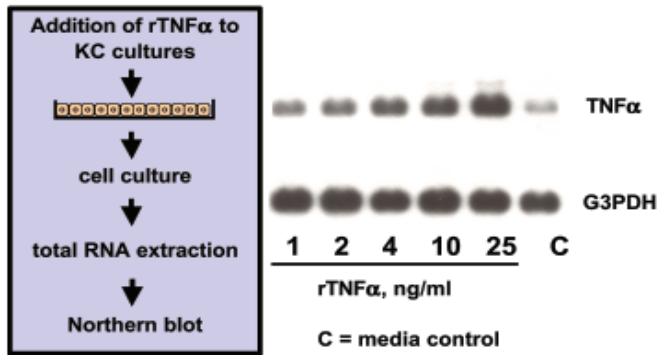 Addition of rTNFα to
KC cultures
cell culture
total RNA extraction
Northern blot
TNFα
G3PDH
1 2 4 10 25 C
rTNFα, ng/ml
C = media control